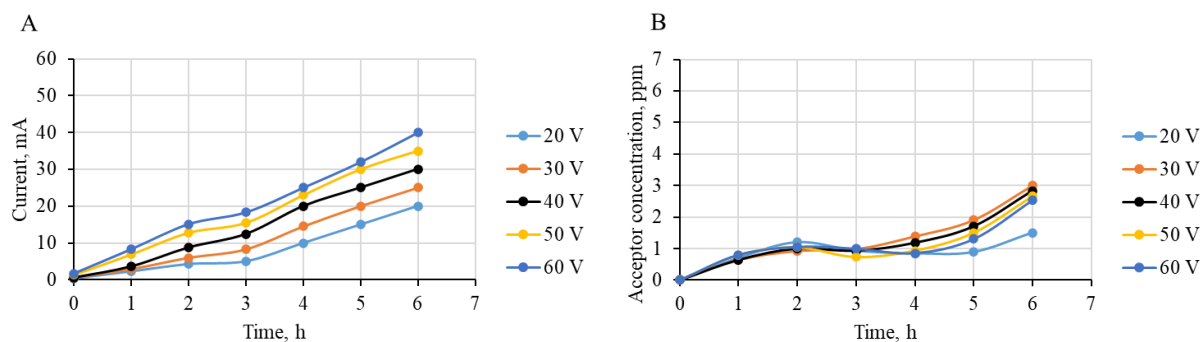 A
Current, mA
60
50
40
30
20
10
0
0 1 2 3 4 5 6 7
Time, h
20 V
30 V
40 V
50 V
60 V
B
Acceptor concentration, ppm
7
6
5
4
3
2
1
0
0 1 2 3 4 5 6 7
Time, h
20 V
30 V
40 V
50 V
60 V